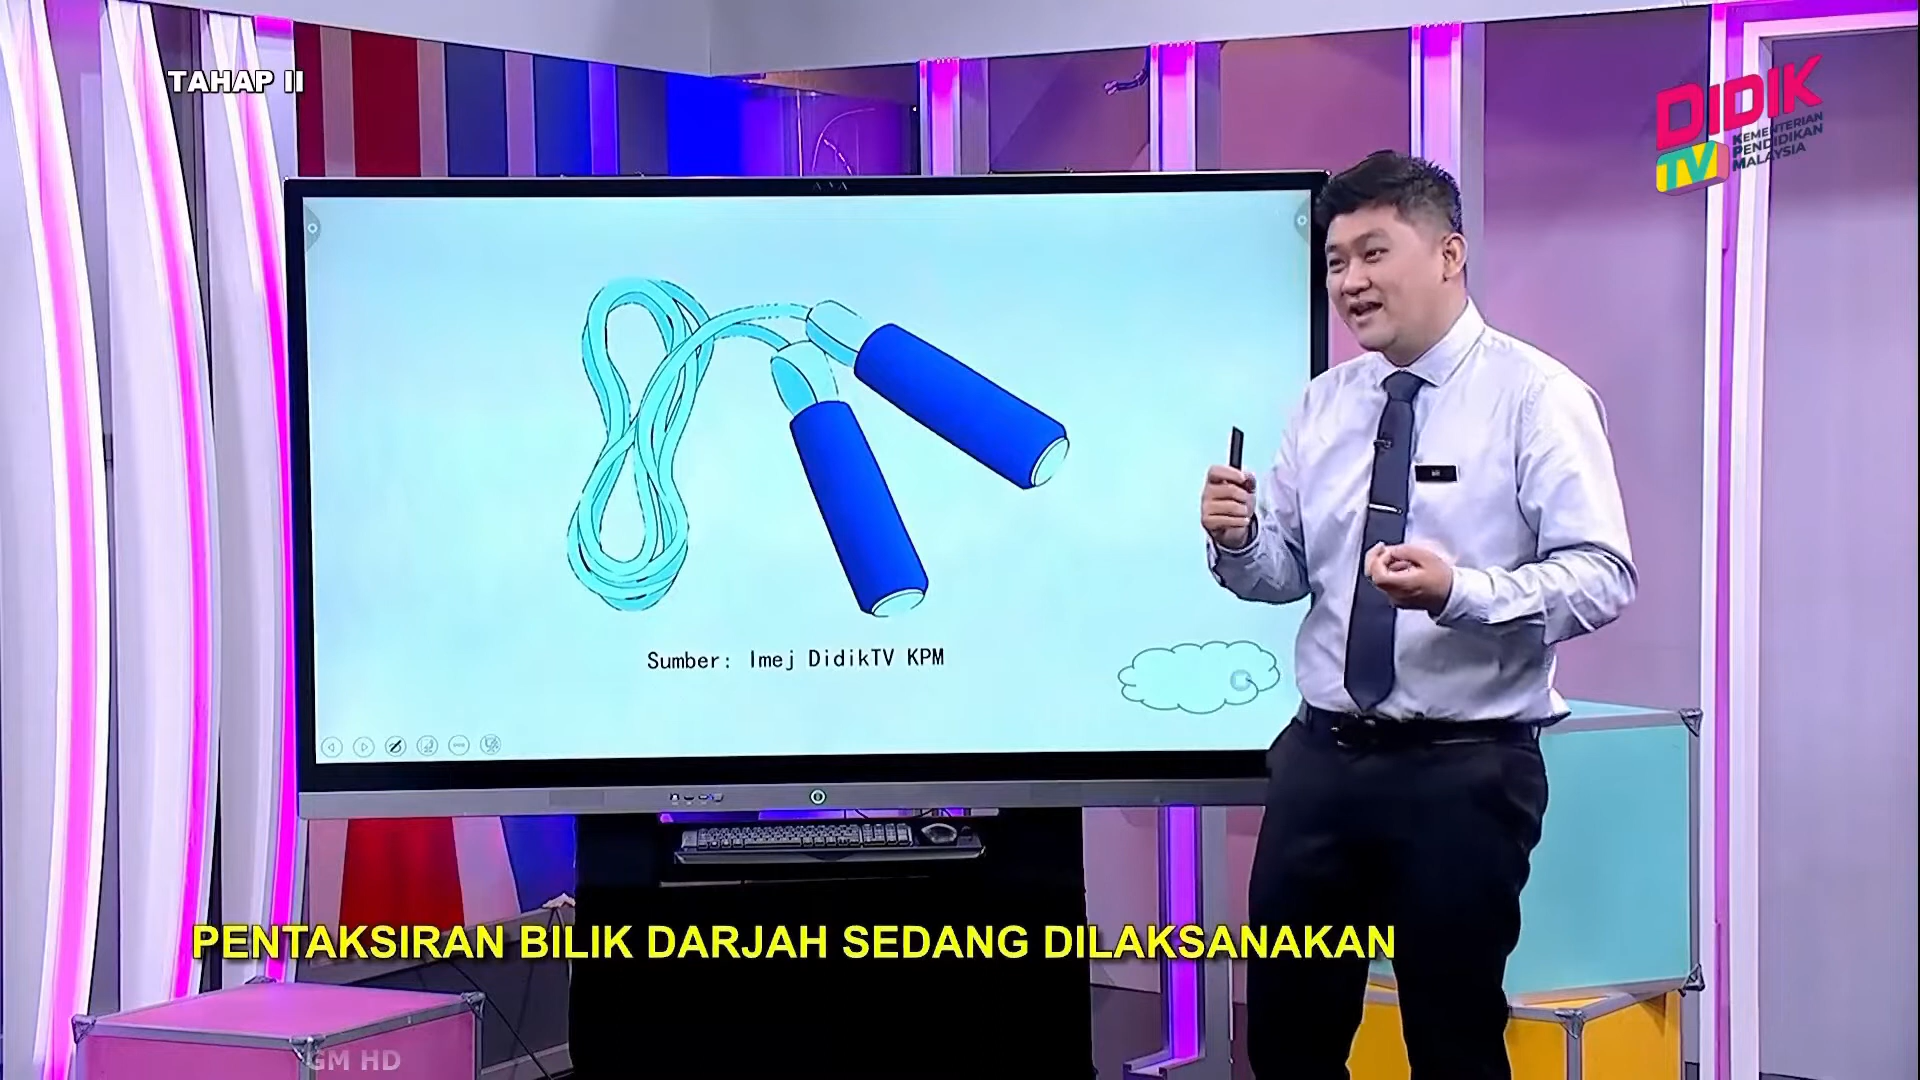 TAHAP II
DIDIK
TV
KEMENTERIAN
PENDIDIKAN
MALAYSIA
Sumber: Imej DidikTV KPM
PENTAKSIRAN BILIK DARJAH SEDANG DILAKSANAKAN
GM HD